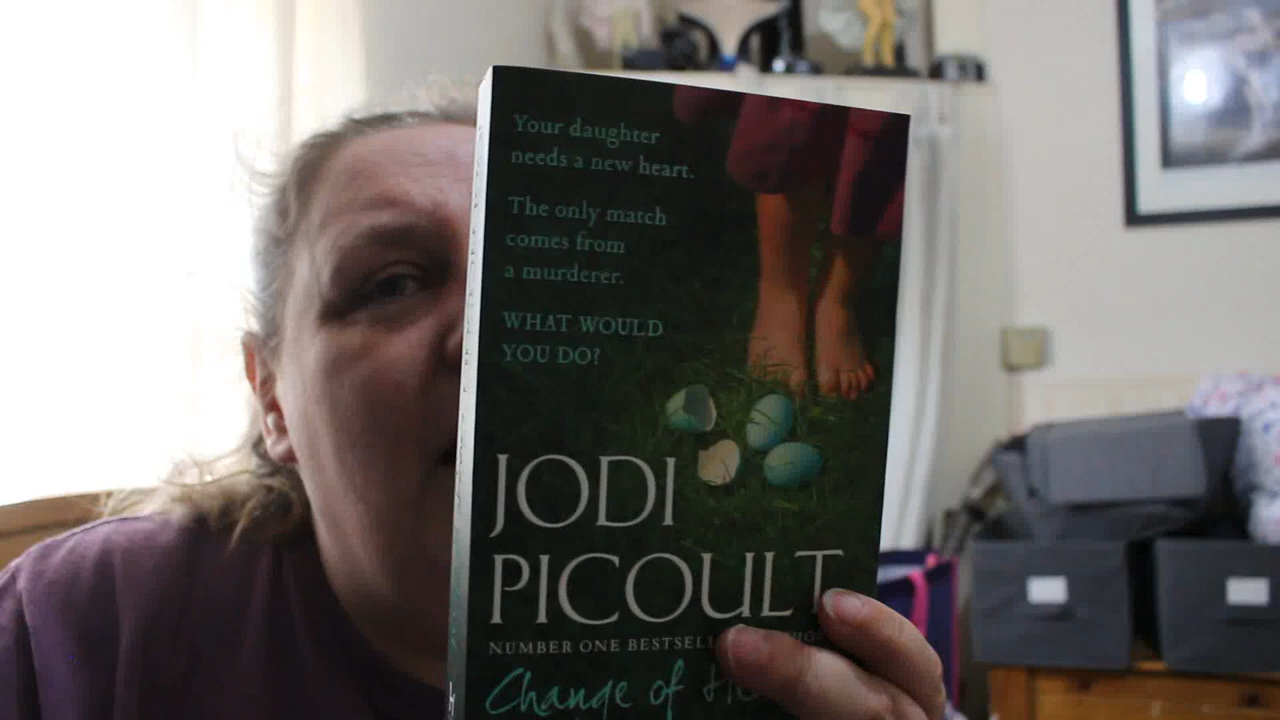 Your daughter
needs a new heart.
The only match
comes from
a murderer.
WHAT WOULD
YOU DO?
JODI
PICOULT
NUMBER ONE
Change of